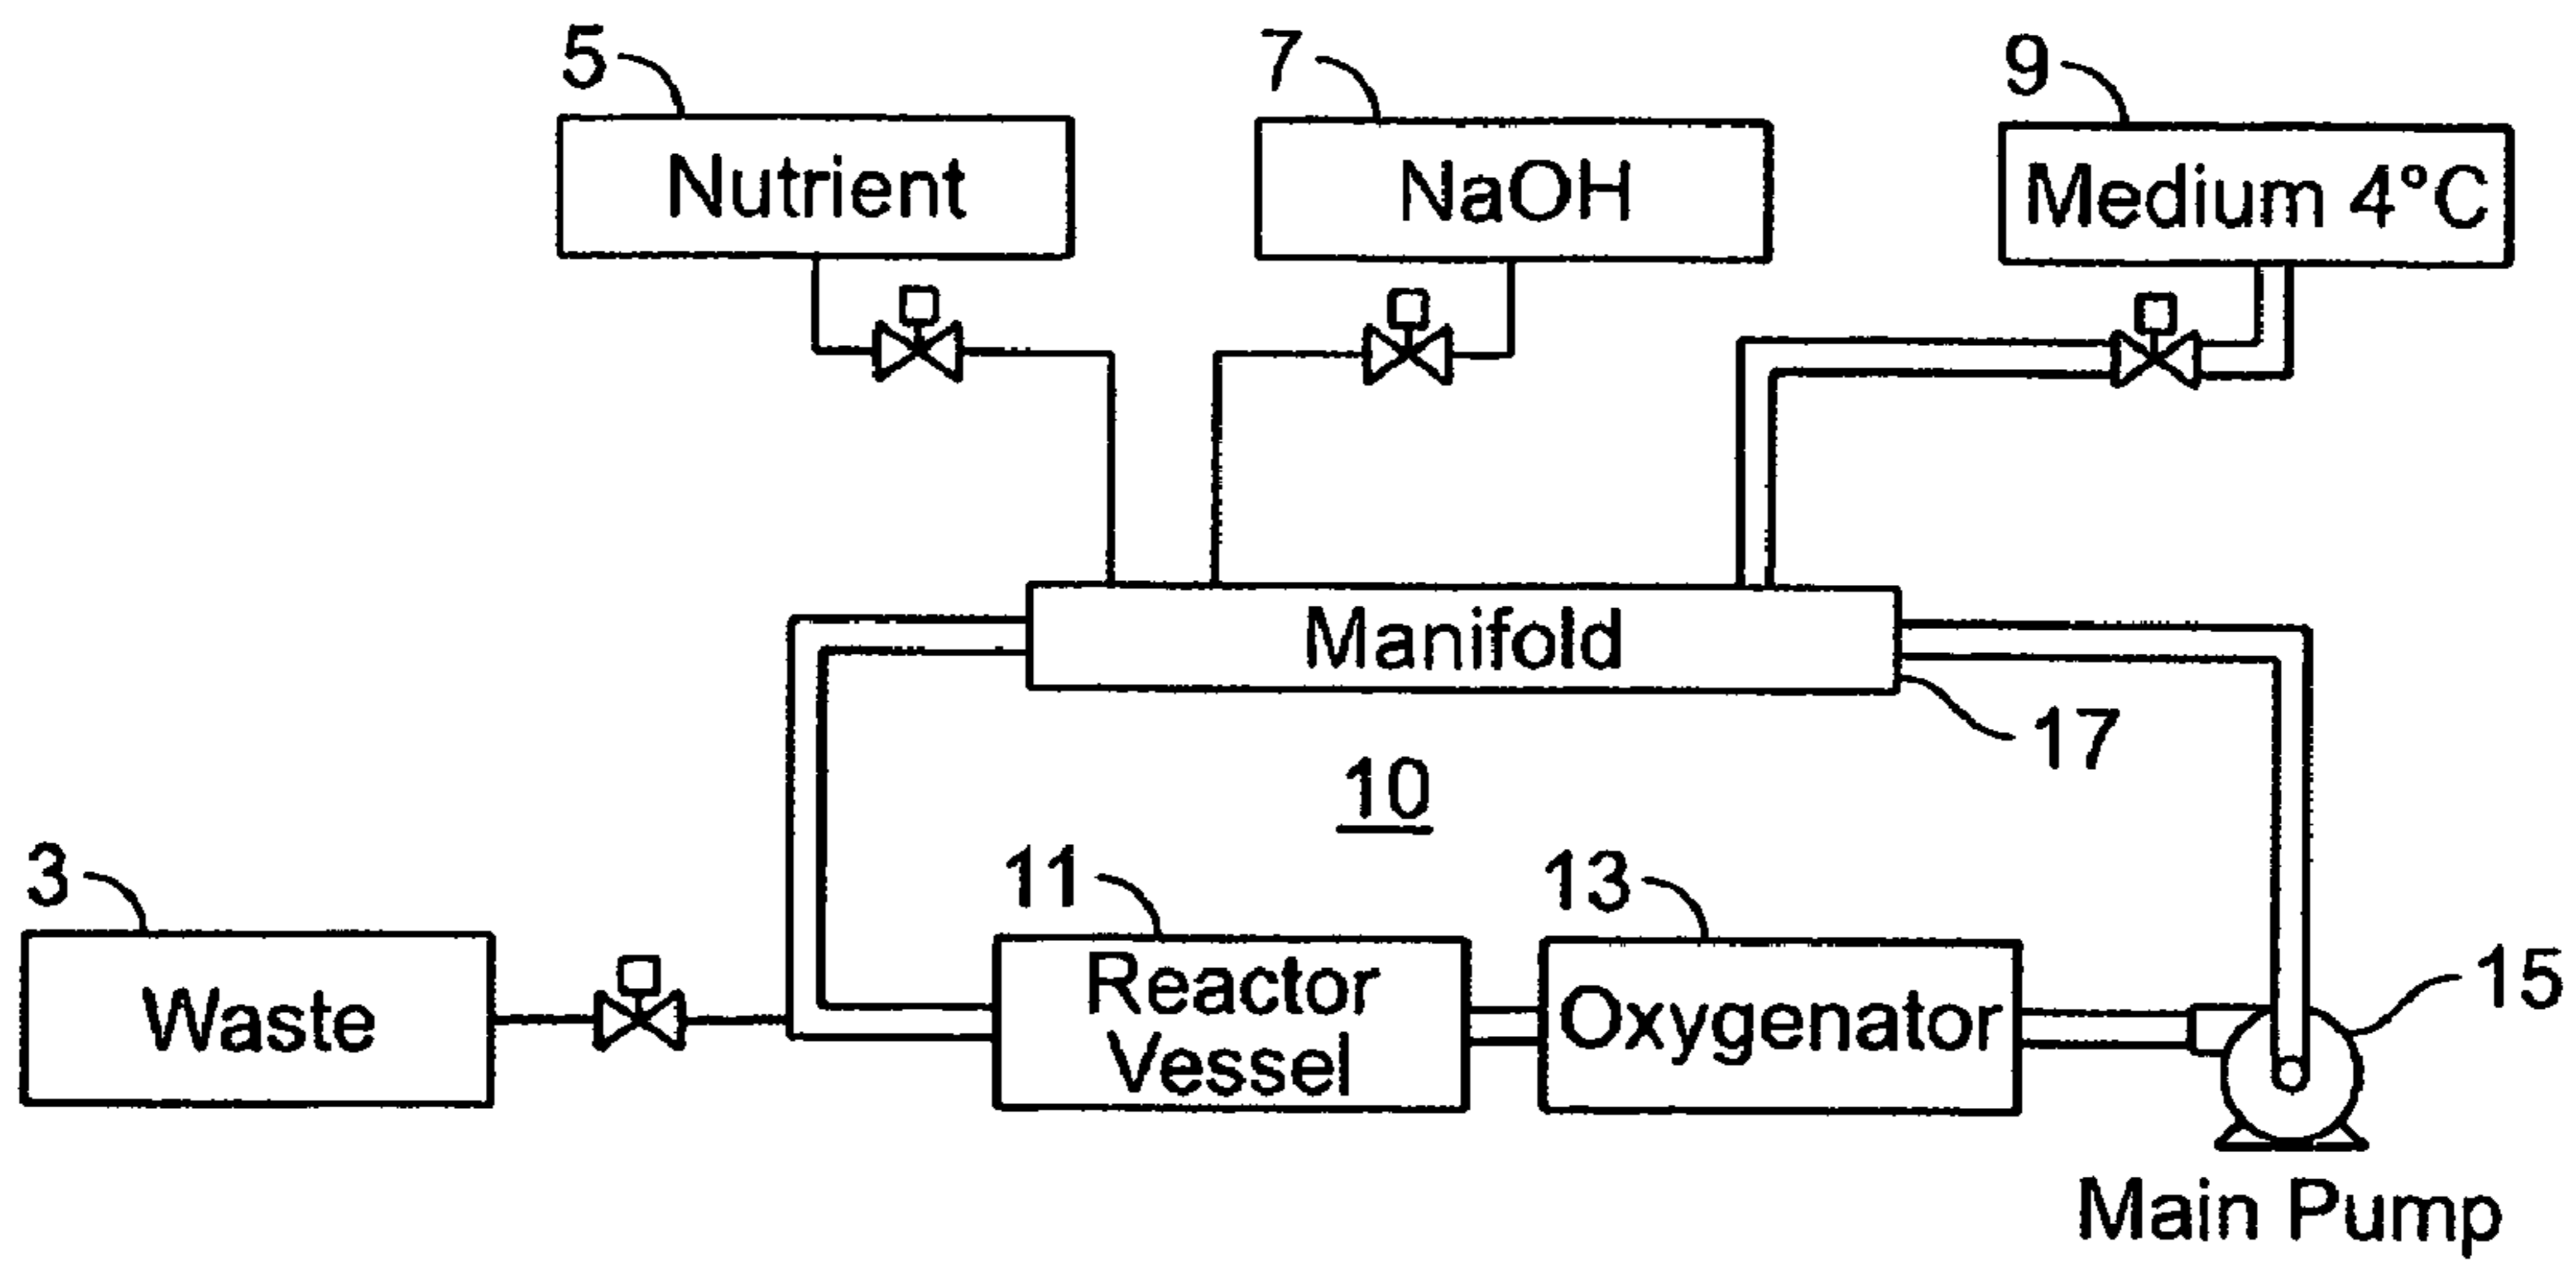 5
7
9
Nutrient
NaOH
Medium 4°C
Manifold
17
10
3
11
13
15
Waste
Reactor
Vessel
Oxygenator
Main Pump